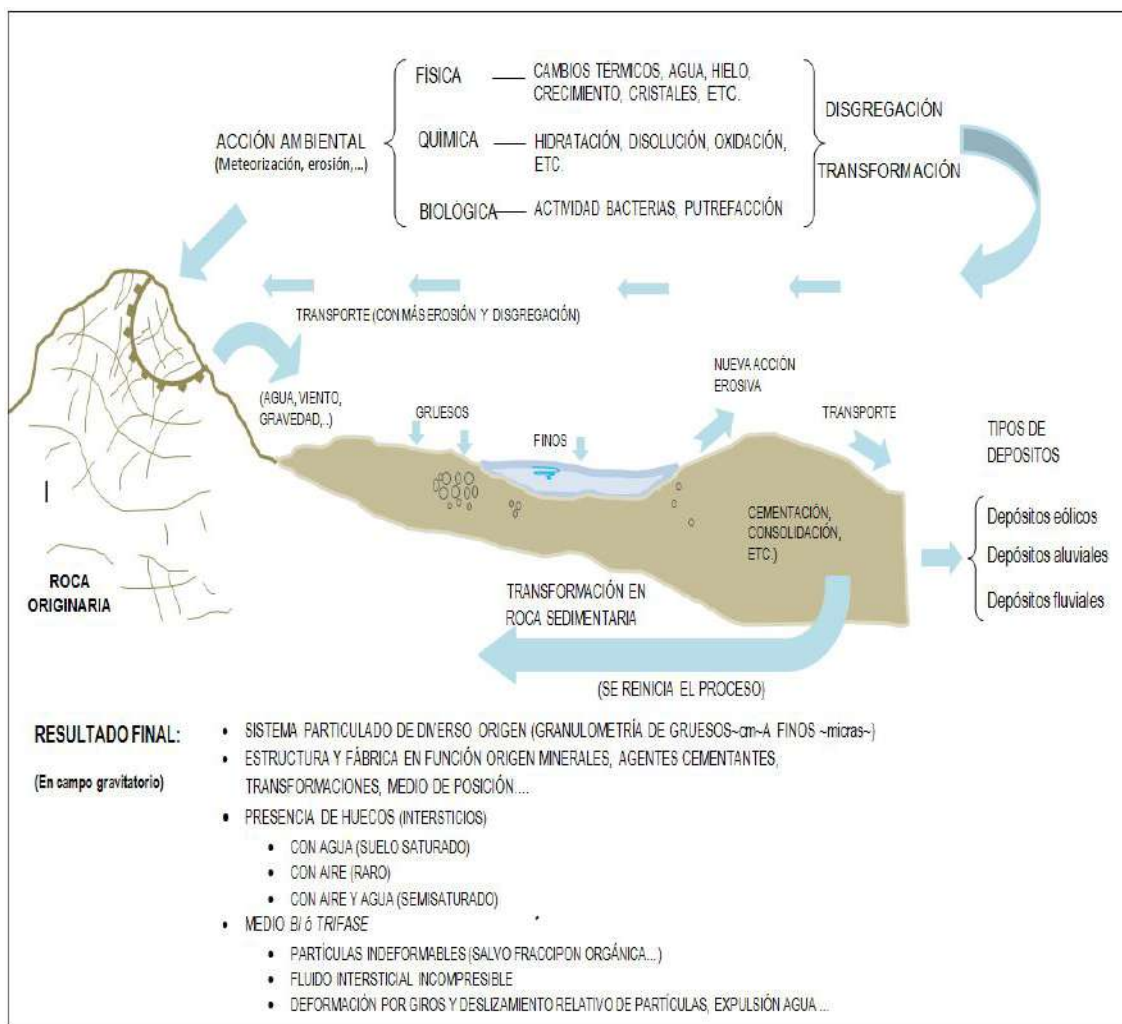 FÍSICA
CAMBIOS TÉRMICOS, AGUA, HIELO,
CRECIMIENTO, CRISTALES, ETC.
DISGREGACIÓN
ACCIÓN AMBIENTAL
(Meteorización, erosión,...)
QUÌMICA
HIDRATACIÓN, DISOLUCIÓN, OXIDACIÓN,
ETC.
TRANSFORMACIÓN
BIOLÓGICA
ACTIVIDAD BACTERIAS, PUTREFACCIÓN
TRANSPORTE (CON MÁS EROSIÓN Y DISGREGACIÓN)
(AGUA, VIENTO,
GRAVEDAD,..)
GRUESOS
FINOS
NUEVA ACCIÓN
EROSIVA
TRANSPORTE
TIPOS DE
DEPOSITOS
CEMENTACIÓN,
CONSOLIDACIÓN,
ETC.)
Depósitos eólicos
Depósitos aluviales
Depósitos fluviales
ROCA
ORIGINARIA
TRANSFORMACIÓN EN
ROCA SEDIMENTARIA
(SE REINICIA EL PROCESO)
RESULTADO FINAL:
(En campo gravitatorio)
• SISTEMA PARTICULADO DE DIVERSO ORIGEN (GRANULOMETRÍA DE GRUESOS~cm~A FINOS ~micras~)
• ESTRUCTURA Y FÁBRICA EN FUNCIÓN ORIGEN MINERALES, AGENTES CEMENTANTES,
TRANSFORMACIONES, MEDIO DE POSICIÓN....
• PRESENCIA DE HUECOS (INTERSTICIOS)
• CON AGUA (SUELO SATURADO)
• CON AIRE (RARO)
• CON AIRE Y AGUA (SEMISATURADO)
• MEDIO BI ó TRIFASE
• PARTÍCULAS INDEFORMABLES (SALVO FRACCIPON ORGÁNICA...)
• FLUIDO INTERSTICIAL INCOMPRESIBLE
• DEFORMACIÓN POR GIROS Y DESLIZAMIENTO RELATIVO DE PARTÍCULAS, EXPULSIÓN AGUA ...